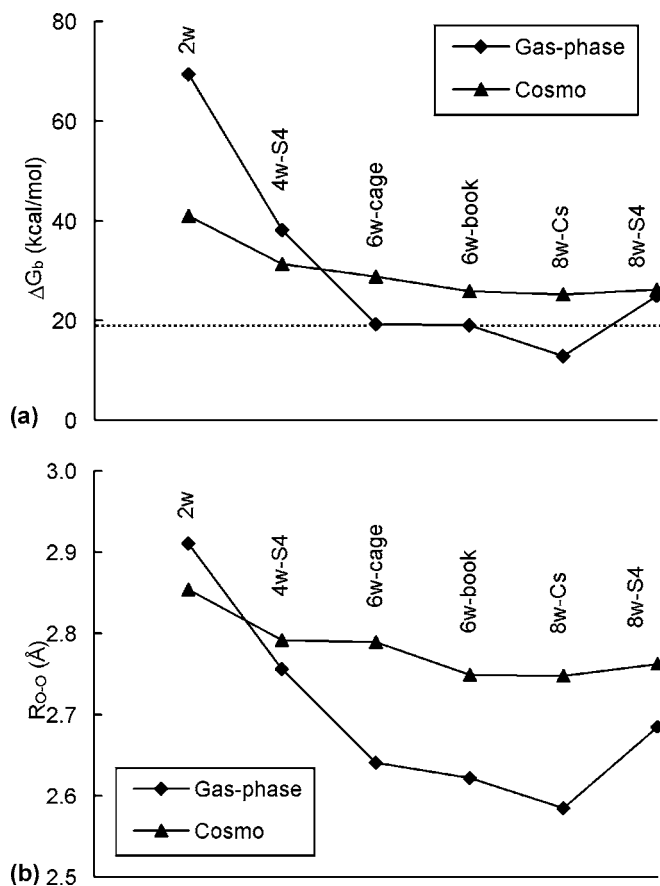 80
60
40
20
0
ΔGb (kcal/mol)
2w
4w-S4
6w-cage
6w-book
8w-Cs
8w-S4
Gas-phase
Cosmo
(a)
3.0
2.9
2.8
2.7
2.6
2.5
RO-O (Å)
2w
4w-S4
6w-cage
6w-book
8w-Cs
8w-S4
Gas-phase
Cosmo
(b)